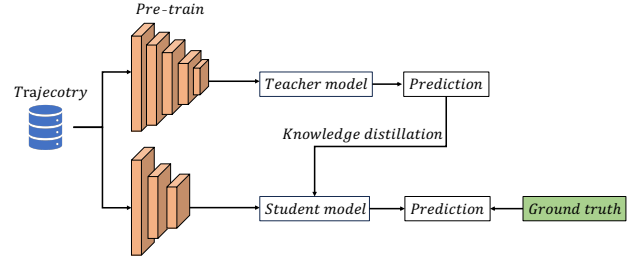 Pre-train
Trajecotry
Teacher model
Prediction
Knowledge distillation
Student model
Prediction
Ground truth